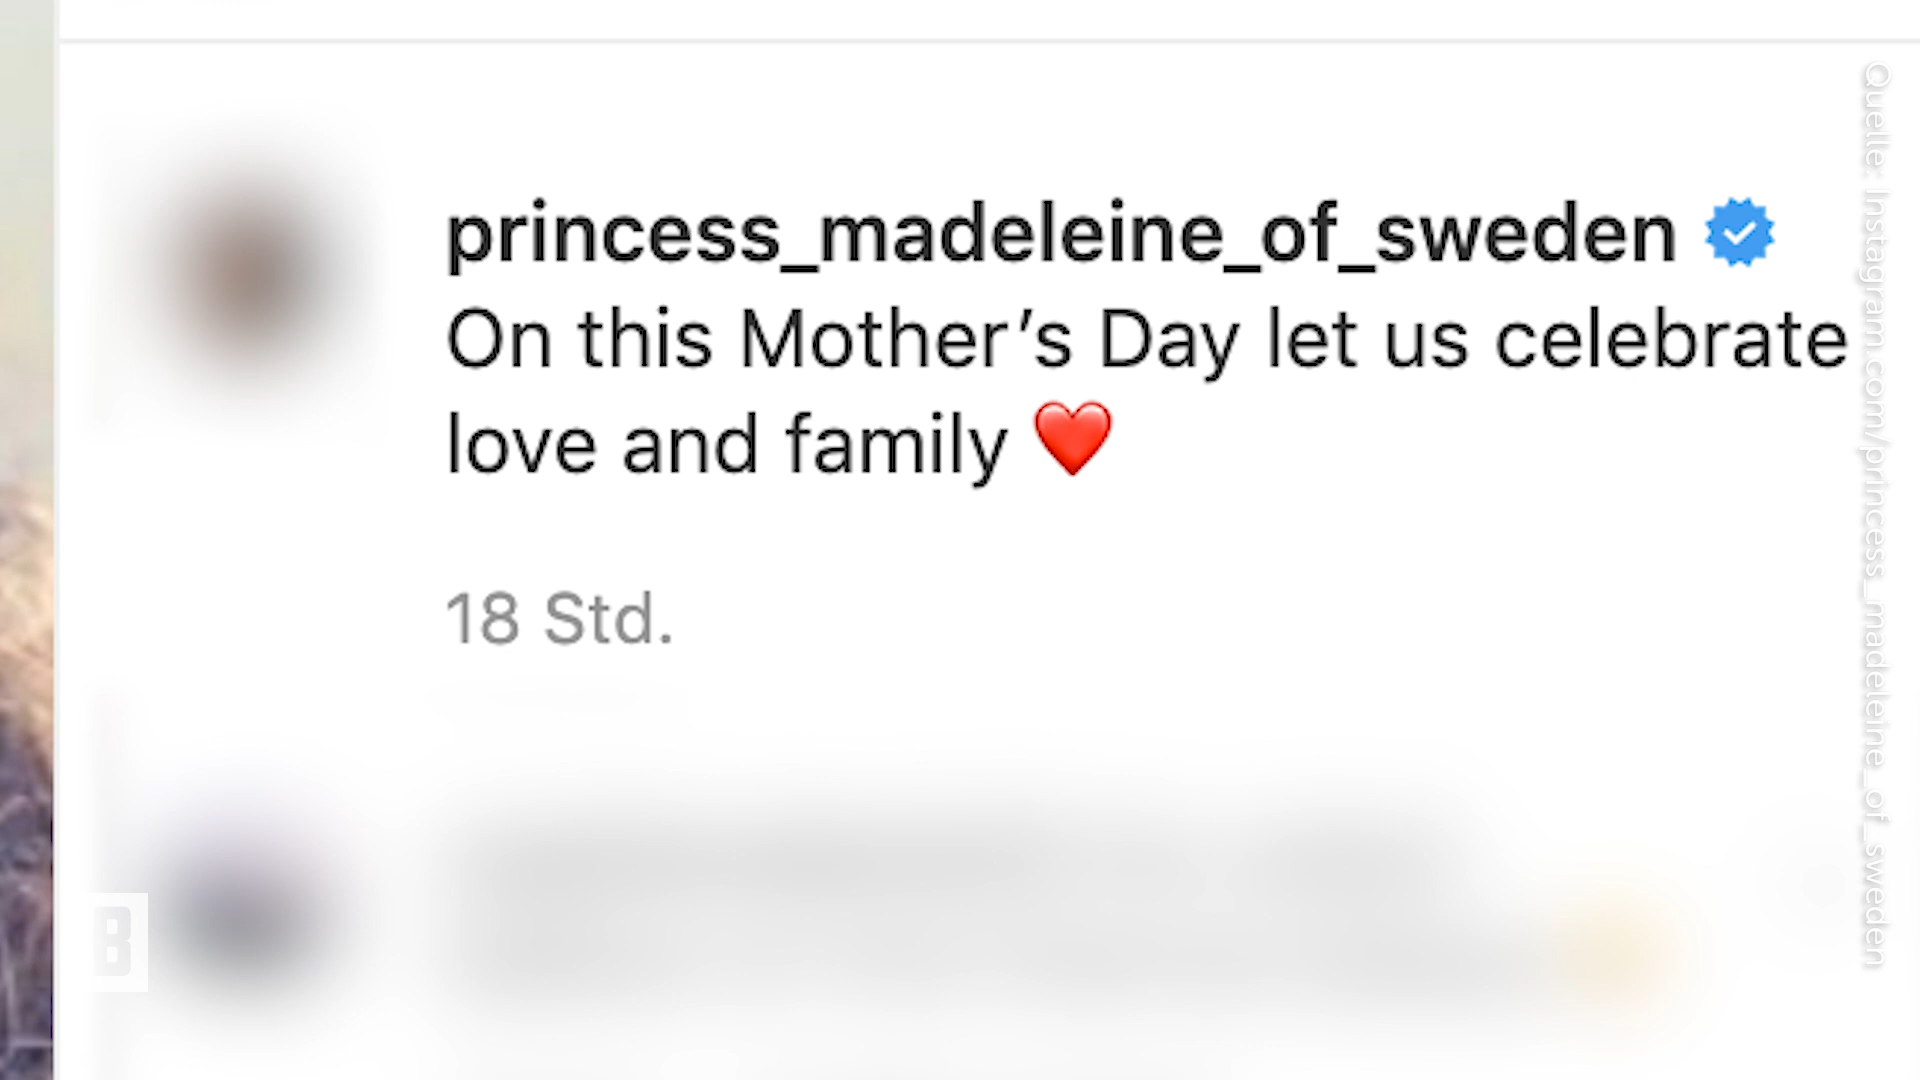 princess_madeleine_of_sweden
On this Mother’s Day let us celebrate
love and family ❤️
18 Std.
B
Quelle: Instagram.com/princess_madeleine_of_sweden